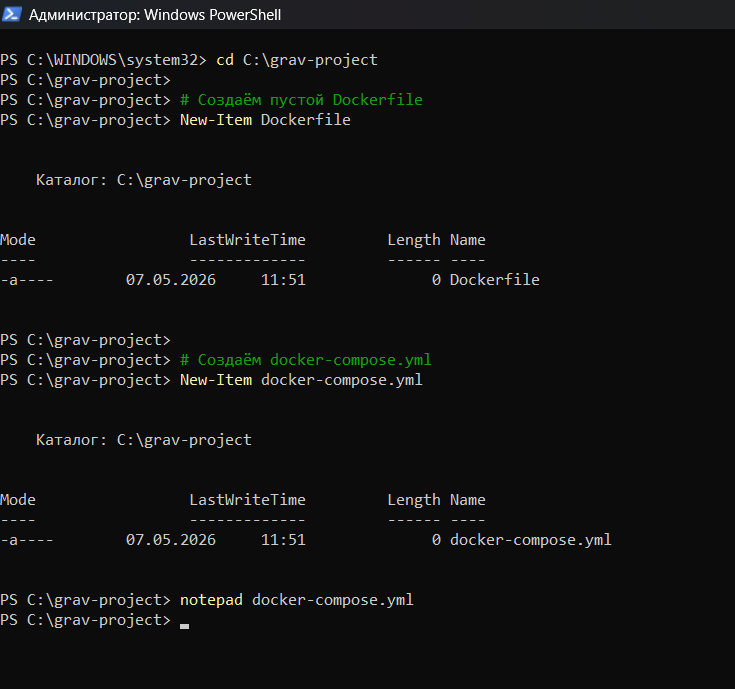 Администратор: Windows PowerShell
PS C:\WINDOWS\system32> cd C:\grav-project
PS C:\grav-project>
PS C:\grav-project> # Создаём пустой Dockerfile
PS C:\grav-project> New-Item Dockerfile
Каталог: C:\grav-project
Mode LastWriteTime Length Name
---- ------------- ------ ----
-a---- 07.05.2026 11:51 0 Dockerfile
PS C:\grav-project>
PS C:\grav-project> # Создаём docker-compose.yml
PS C:\grav-project> New-Item docker-compose.yml
Каталог: C:\grav-project
Mode LastWriteTime Length Name
---- ------------- ------ ----
-a---- 07.05.2026 11:51 0 docker-compose.yml
PS C:\grav-project> notepad docker-compose.yml
PS C:\grav-project>